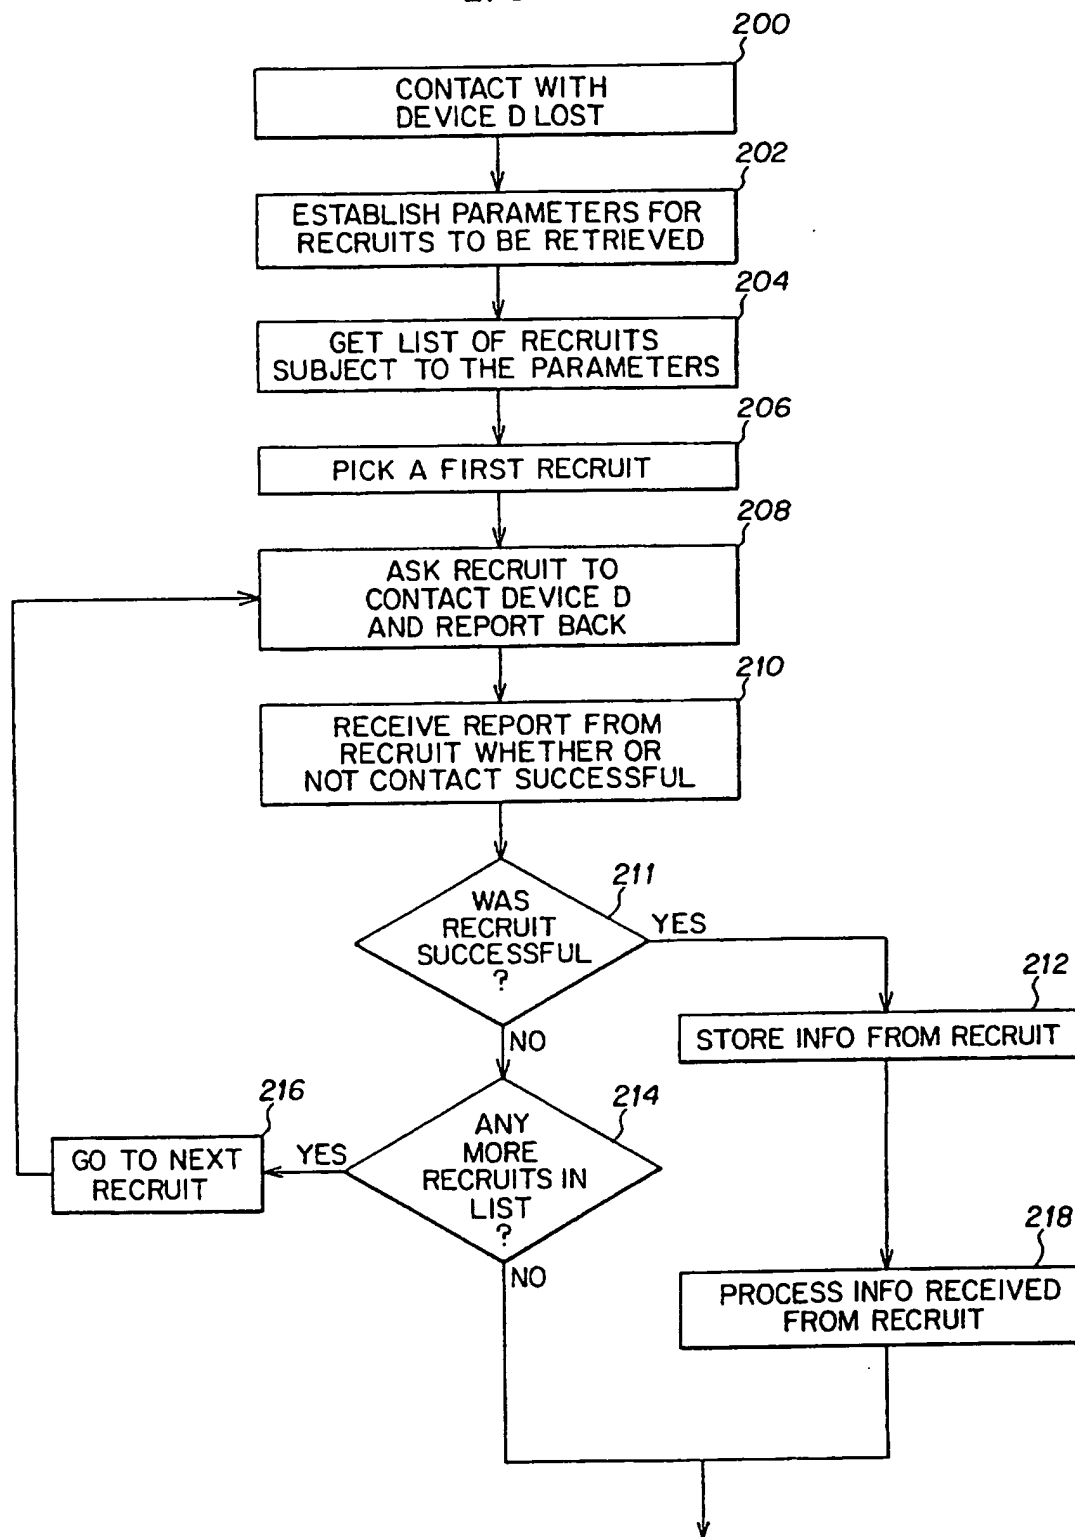 200
CONTACT WITH
DEVICE D LOST
202
ESTABLISH PARAMETERS FOR
RECRUITS TO BE RETRIEVED
204
GET LIST OF RECRUITS
SUBJECT TO THE PARAMETERS
206
PICK A FIRST RECRUIT
208
ASK RECRUIT TO
CONTACT DEVICE D
AND REPORT BACK
210
RECEIVE REPORT FROM
RECRUIT WHETHER OR
NOT CONTACT SUCCESSFUL
211
WAS
RECRUIT
SUCCESSFUL
?
YES
NO
212
STORE INFO FROM RECRUIT
214
ANY
MORE
RECRUITS IN
LIST
?
YES
NO
216
GO TO NEXT
RECRUIT
218
PROCESS INFO RECEIVED
FROM RECRUIT